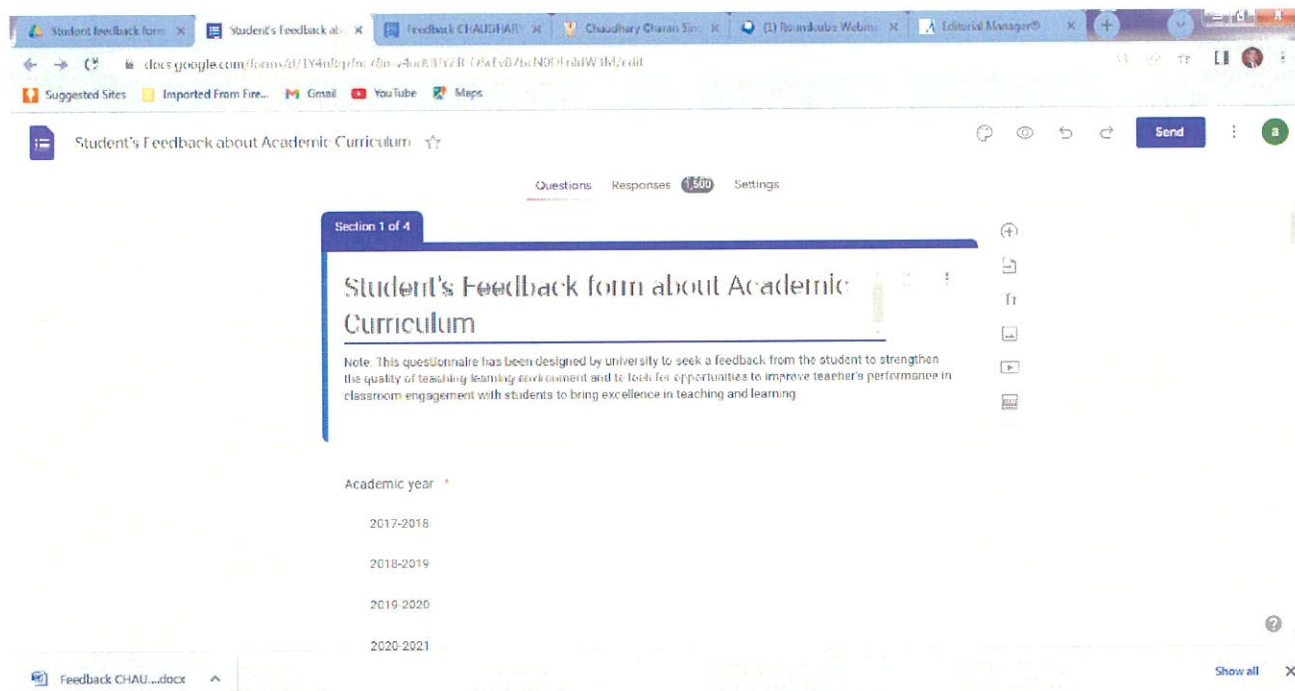 Student feedback form
Student's Feedback ab
Feedback CHAUDHARY
Chaudhary Charan Sin
(1) Roundcube Webma
Editorial Manager®
docs.google.com/forms/d/
/edit
Suggested Sites
Imported From Fire...
Gmail
YouTube
Maps
Student's Feedback about Academic Curriculum
Send
a
Questions
Responses
1,500
Settings
Section 1 of 4
Student's Feedback form about Academic
Curriculum
Note: This questionnaire has been designed by university to seek a feedback from the student to strengthen
the quality of teaching learning environment and to look for opportunities to improve teacher's performance in
classroom engagement with students to bring excellence in teaching and learning
Academic year *
2017-2018
2018-2019
2019-2020
2020-2021
Feedback CHAU....docx
Show all